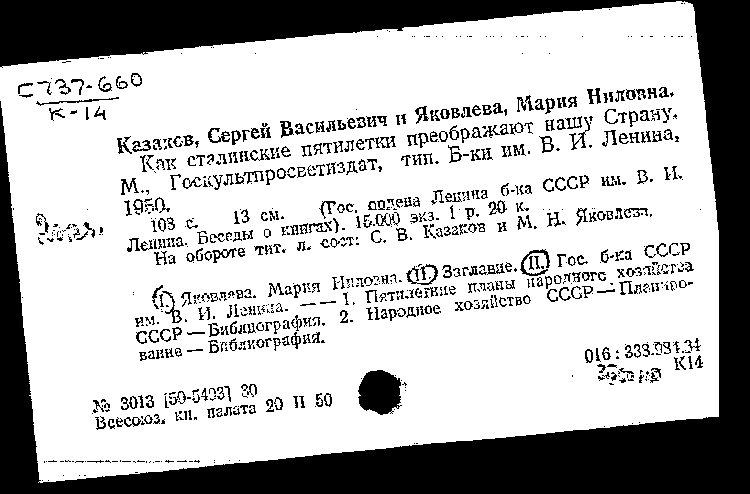 С737-660
К-14
Казаков, Сергей Васильевич и Яковлева, Мария Ниловна.
Как сталинские пятилетки преображают нашу Страну.
М., Госкультпросветиздат, тип. Б-ки им. В. И. Ленина,
1950.
103 с. 13 см. (Гос. ордена Ленина б-ка СССР им. В. И.
Ленина. Беседы о книгах). 15.000 экз. 1 р. 20 к.
На обороте тит. л. сост: С. В. Казаков и М. Н. Яковлева.
I. Яковлева, Мария Ниловна. II. Заглавие. II. Гос. б-ка СССР
им. В. И. Ленина. —— 1. Пятилетние планы народного хозяйства
СССР — Библиография. 2. Народное хозяйство СССР — Планиро-
вание — Библиография.
016 : 338.984.34
К14
№ 3013 [50-5403] 30
Всесоюз. кн. палата 20 II 50